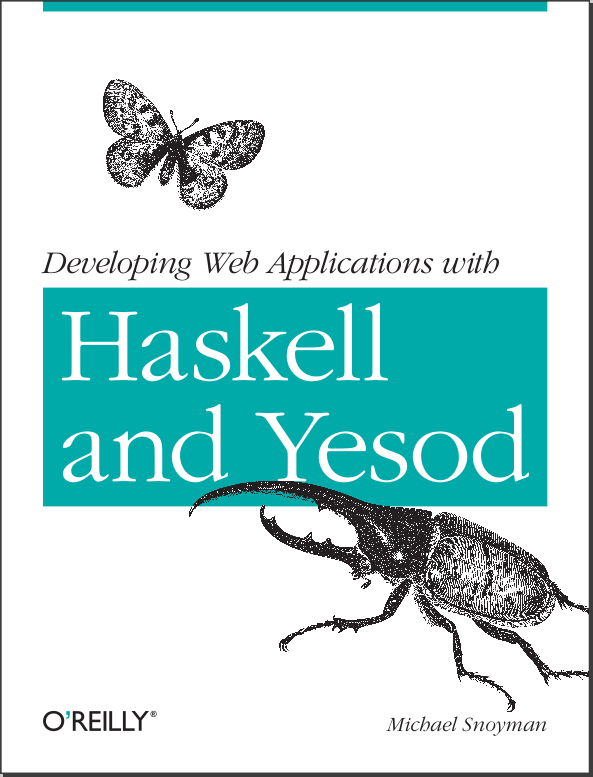 Developing Web Applications with
Haskell
and Yesod
O'REILLY®
Michael Snoyman